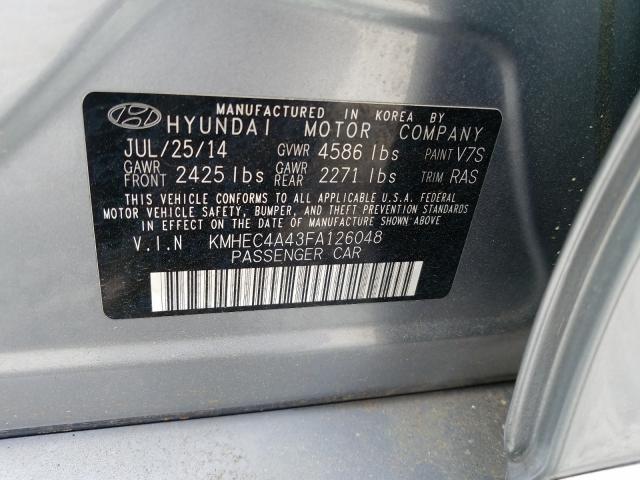 MANUFACTURED IN KOREA BY
HYUNDAI MOTOR COMPANY
JUL/25/14 GVWR 4586 lbs PAINT V7S
GAWR FRONT 2425 lbs GAWR REAR 2271 lbs TRIM RAS
THIS VEHICLE CONFORMS TO ALL APPLICABLE U.S.A. FEDERAL
MOTOR VEHICLE SAFETY, BUMPER, AND THEFT PREVENTION STANDARDS
IN EFFECT ON THE DATE OF MANUFACTURE SHOWN ABOVE.
V.I.N KMHEC4A43FA126048
PASSENGER CAR